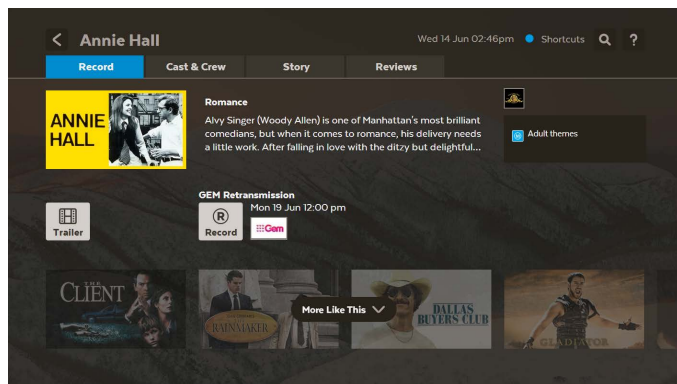 Annie Hall
Wed 14 Jun 02:46pm
Shortcuts
?
Record
Cast & Crew
Story
Reviews
ANNIE
HALL
Romance
Alvy Singer (Woody Allen) is one of Manhattan's most brilliant
comedians, but when it comes to romance, his delivery needs
a little work. After falling in love with the ditzy but delightful...
Adult themes
GEM Retransmission
Mon 19 Jun 12:00 pm
Trailer
R
Record
Gem
THE
CLIENT
RAINMAKER
More Like This
DALLAS
BUYERS CLUB
GLADIATOR